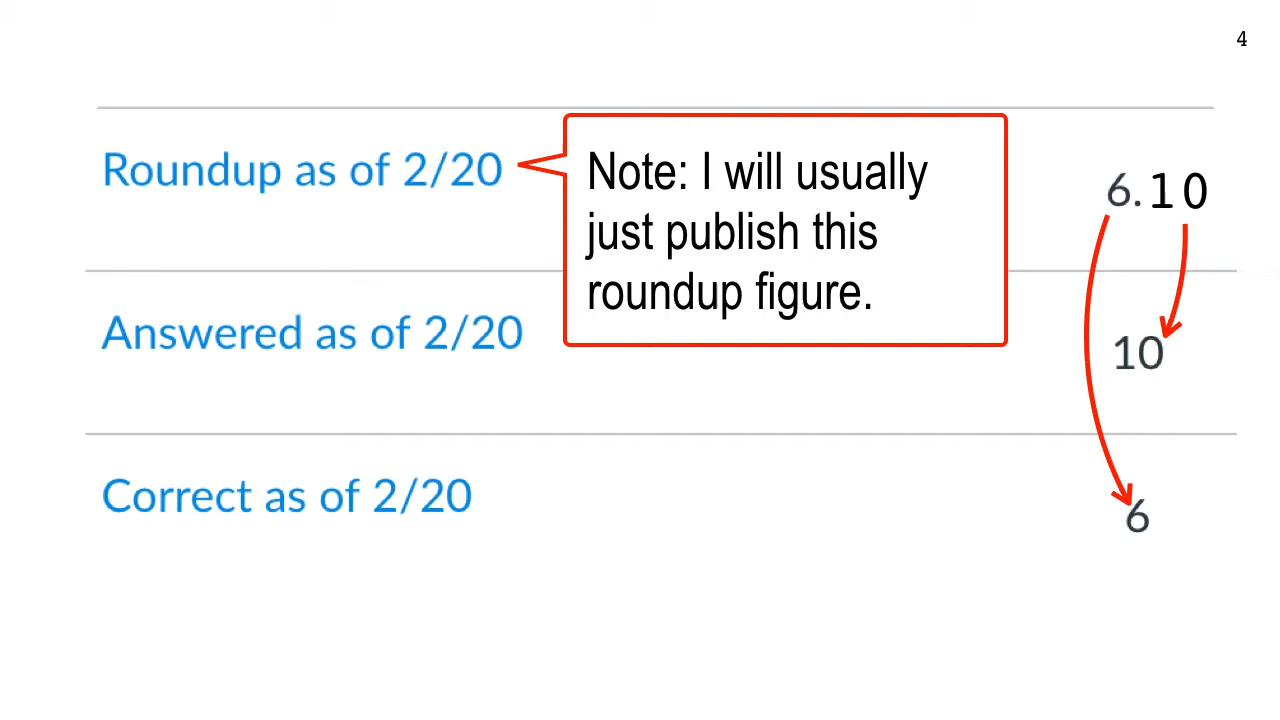 4
Roundup as of 2/20
Note: I will usually
just publish this
roundup figure.
6.10
Answered as of 2/20
10
Correct as of 2/20
6